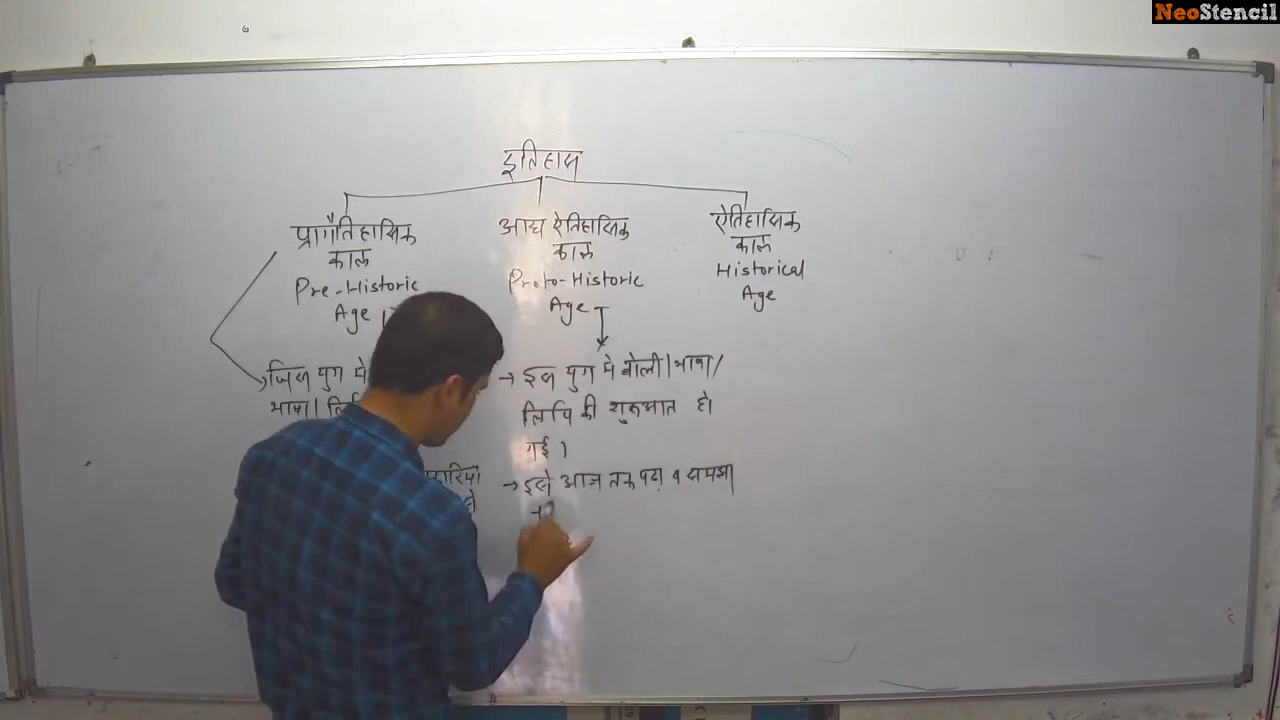 NeoStencil
इतिहास
प्रागैतिहासिक
काल
Pre-Historic
Age
जिस युग मे
भाषा। लि
आद्य ऐतिहासिक
काल
Proto-Historic
Age
→ इस युग मे बोली।भाषा/
लिपि की शुरुआत हो
गई।
→ इसे आज तक पढ़ा व समझा
ऐतिहासिक
काल
Historical
Age